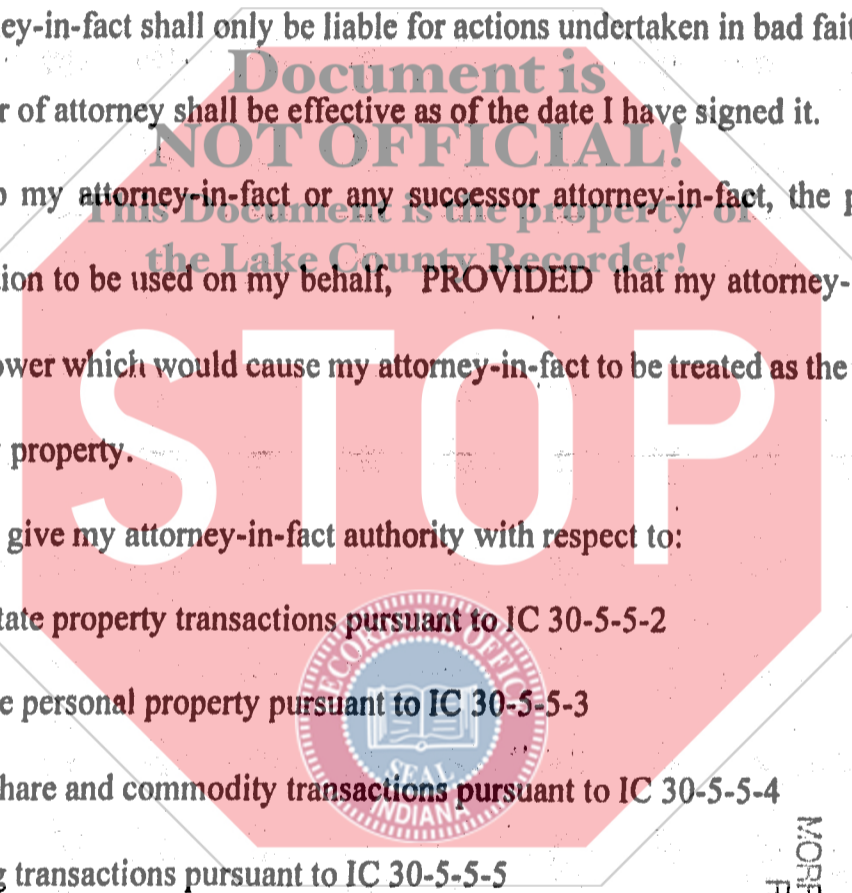 ey-in-fact shall only be liable for actions undertaken in bad fait
Document is
r of attorney shall be effective as of the date I have signed it.
NOT OFFICIAL!
o my attorney-in-fact or any successor attorney-in-fact, the p
This Document is the property of
the Lake County Recorder!
ion to be used on my behalf, PROVIDED that my attorney-
ower which would cause my attorney-in-fact to be treated as the
STOP
property.
give my attorney-in-fact authority with respect to:
tate property transactions pursuant to IC 30-5-5-2
RECORDER'S OFFICE
e personal property pursuant to IC 30-5-5-3
SEAL
hare and commodity transactions pursuant to IC 30-5-5-4
INDIANA
MORE
g transactions pursuant to IC 30-5-5-5